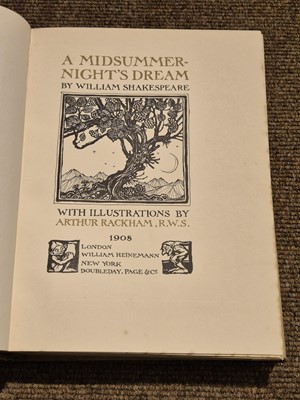 A MIDSUMMER-
NIGHT'S DREAM
BY WILLIAM SHAKESPEARE
WITH ILLUSTRATIONS BY
ARTHUR RACKHAM, R.W.S.
1908
LONDON
WILLIAM HEINEMANN
NEW YORK
DOUBLEDAY, PAGE & Co